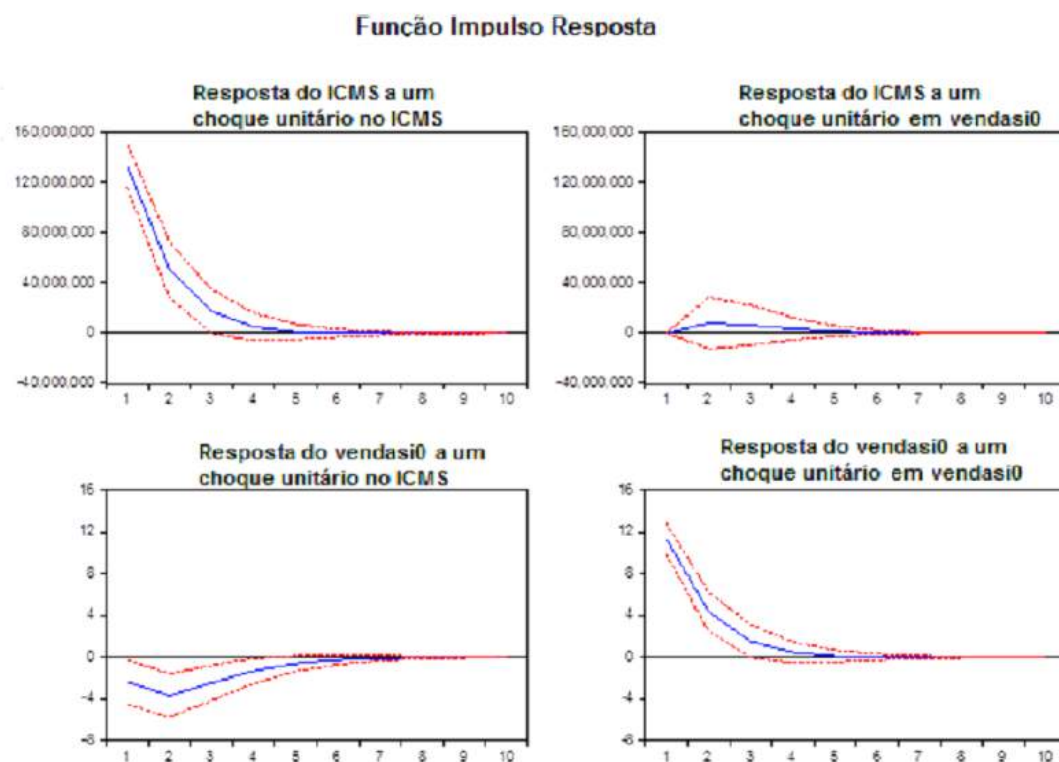 Função Impulso Resposta
Resposta do ICMS a um
choque unitário no ICMS
160,000,000
120,000,000
80,000,000
40,000,000
0
-40,000,000
1 2 3 4 5 6 7 8 9 10
Resposta do ICMS a um
choque unitário em vendasi0
160,000,000
120,000,000
80,000,000
40,000,000
0
-40,000,000
1 2 3 4 5 6 7 8 9 10
Resposta do vendasi0 a um
choque unitário no ICMS
16
12
8
4
0
-4
-8
1 2 3 4 5 6 7 8 9 10
Resposta do vendasi0 a um
choque unitário em vendasi0
16
12
8
4
0
-4
-8
1 2 3 4 5 6 7 8 9 10